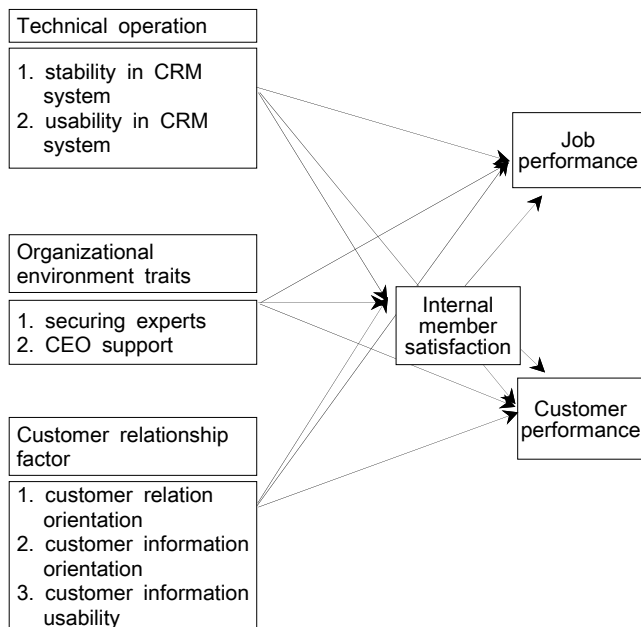 Technical operation
1. stability in CRM
system
2. usability in CRM
system
Organizational
environment traits
1. securing experts
2. CEO support
Customer relationship
factor
1. customer relation
orientation
2. customer information
orientation
3. customer information
usability
Internal
member
satisfaction
Job
performance
Customer
performance